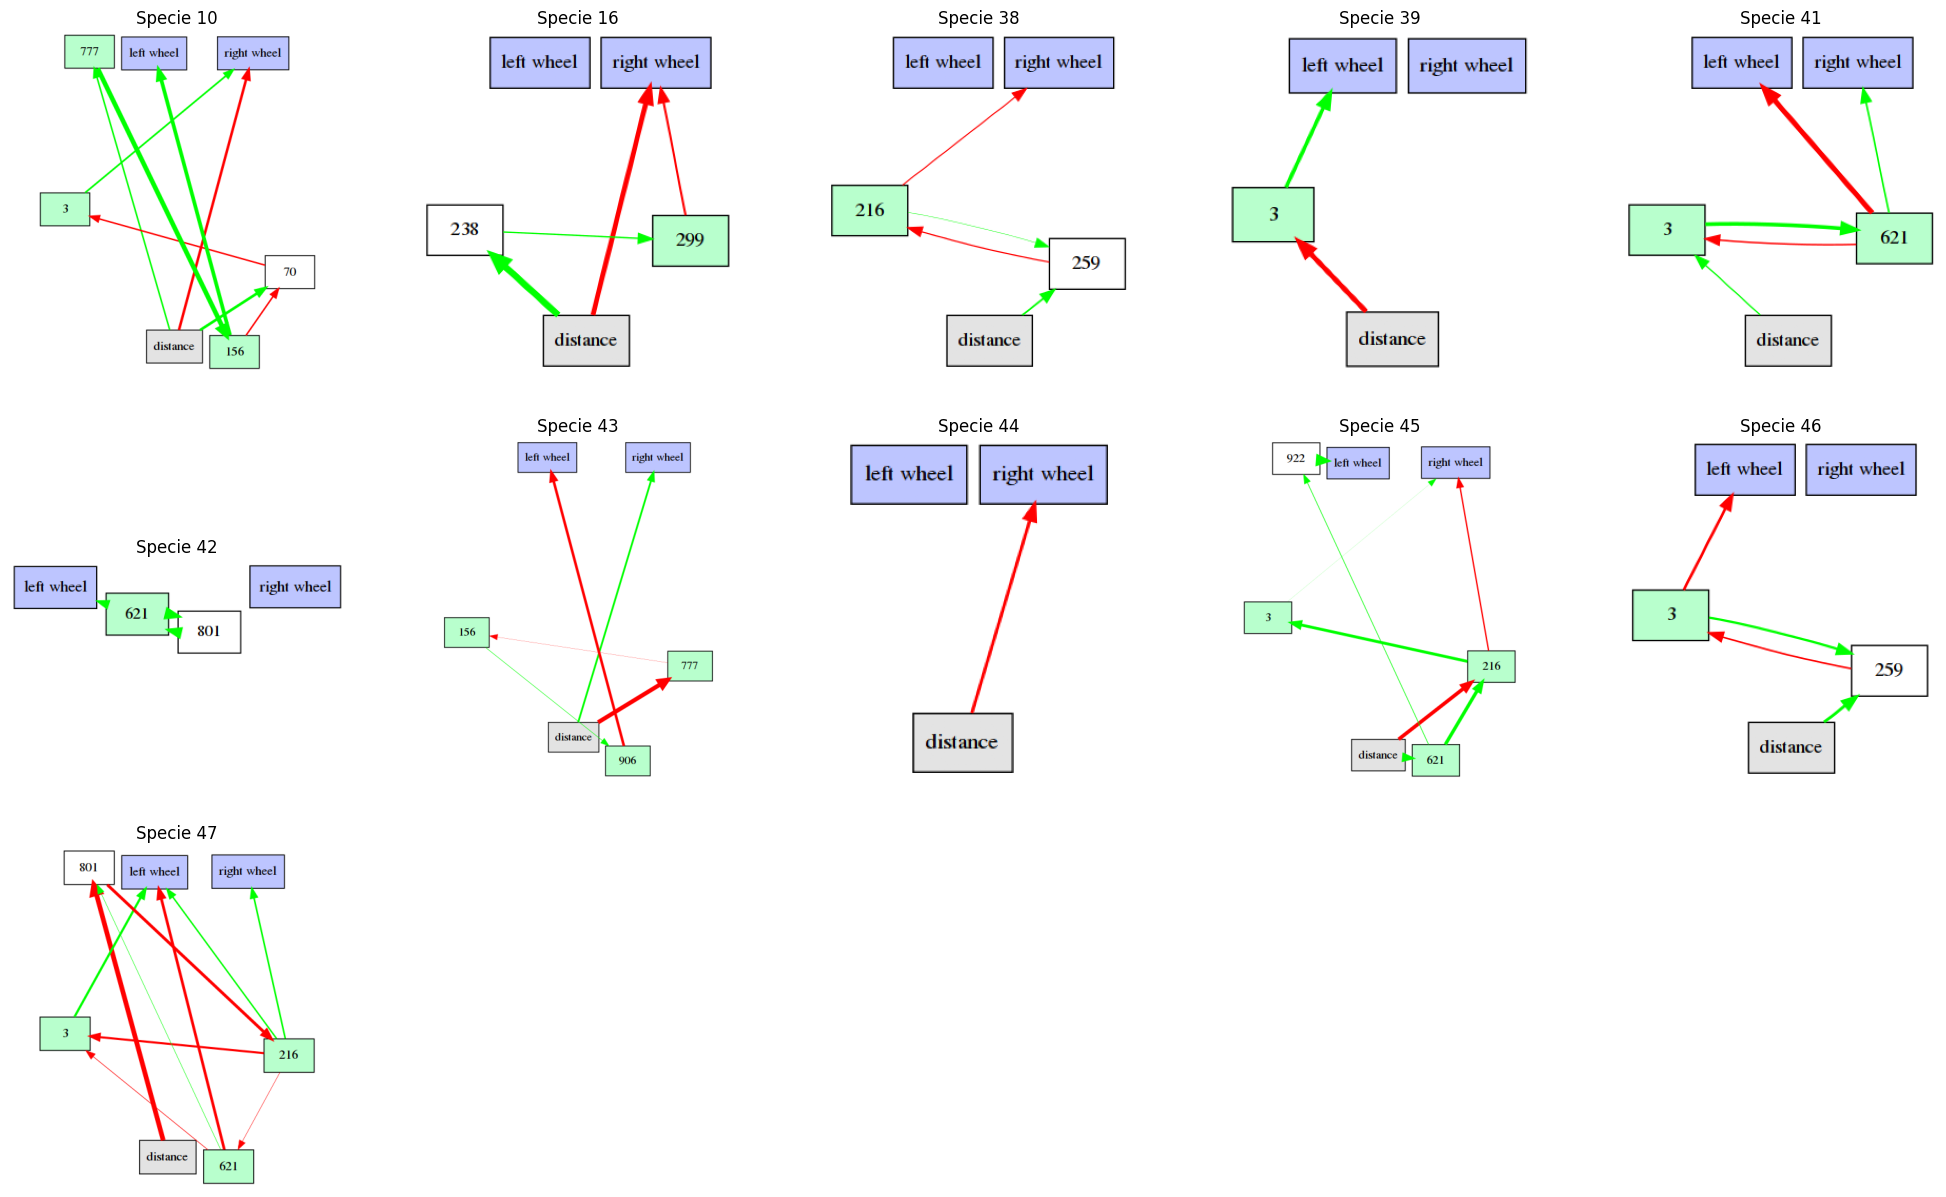 Specie 10
777
left wheel
right wheel
3
70
distance
156
Specie 16
left wheel
right wheel
238
299
distance
Specie 38
left wheel
right wheel
216
259
distance
Specie 39
left wheel
right wheel
3
distance
Specie 41
left wheel
right wheel
3
621
distance
Specie 42
left wheel
621
801
right wheel
Specie 43
left wheel
right wheel
156
777
distance
906
Specie 44
left wheel
right wheel
distance
Specie 45
922
left wheel
right wheel
3
216
distance
621
Specie 46
left wheel
right wheel
3
259
distance
Specie 47
801
left wheel
right wheel
3
216
distance
621